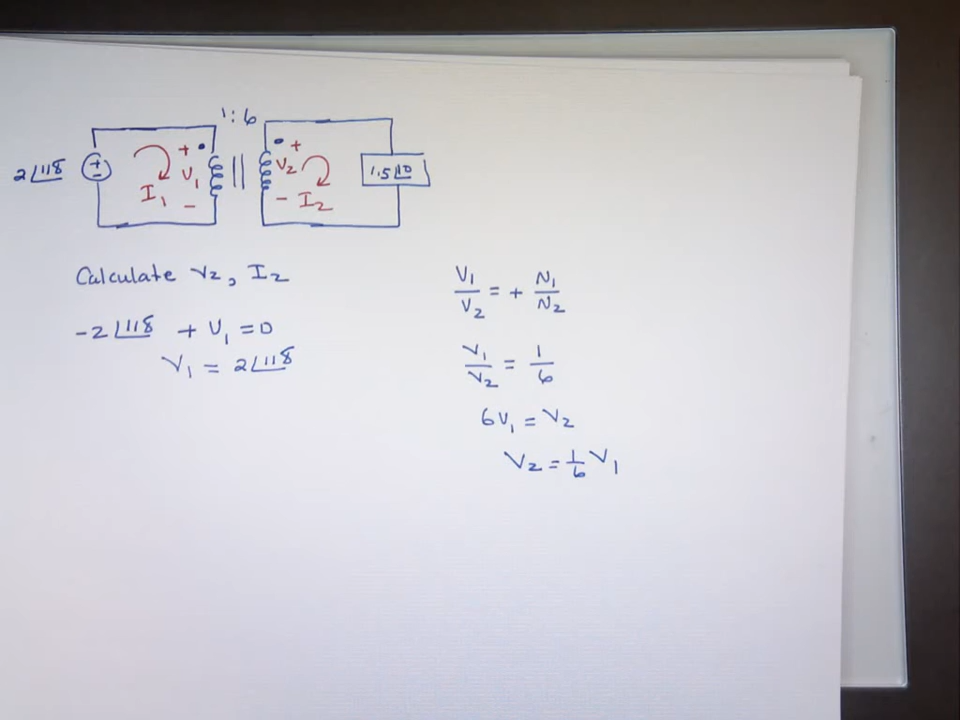 1:6
2∠118
+
-
+
V₁
-
I₁
+
V₂
-
I₂
1.5∠10
Calculate V₂, I₂
-2∠118 + V₁ = 0
V₁ = 2∠118
V₁/V₂ = + N₁/N₂
V₁/V₂ = 1/6
6V₁ = V₂
V₂ = 1/6 V₁